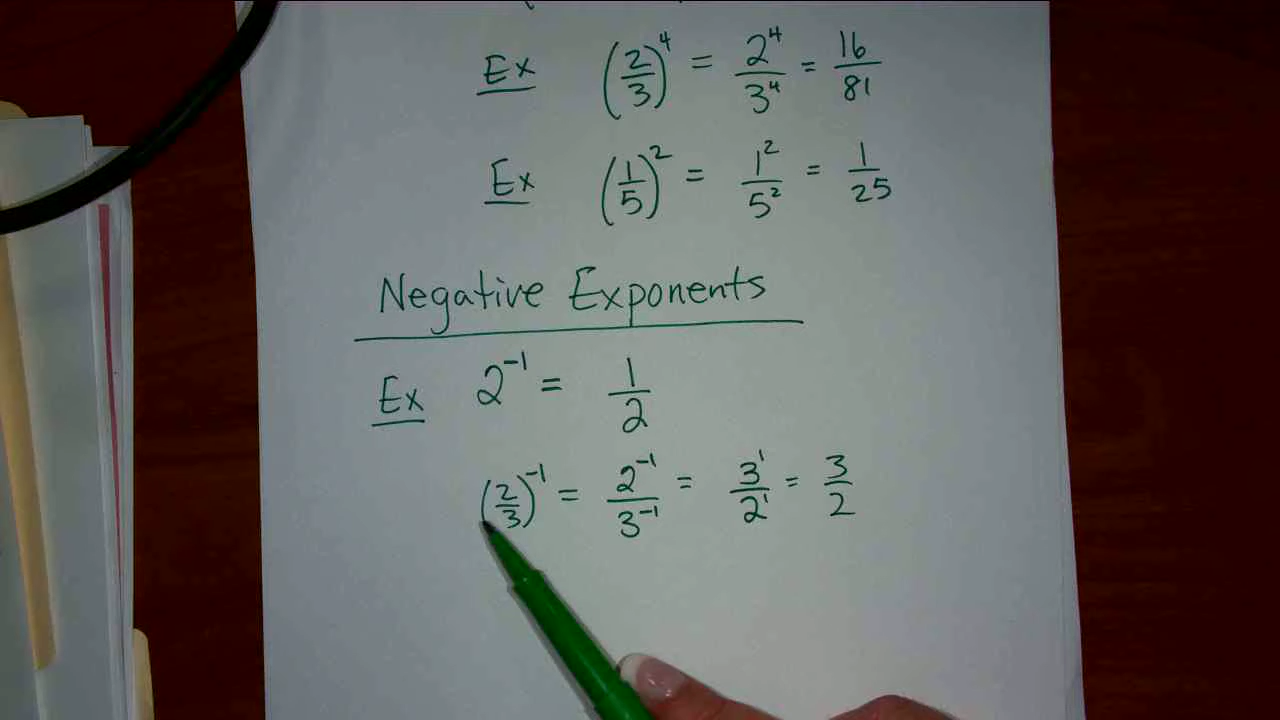 Ex (2/3)^4 = 2^4/3^4 = 16/81
Ex (1/5)^2 = 1^2/5^2 = 1/25
Negative Exponents
Ex 2^-1 = 1/2
(2/3)^-1 = 2^-1/3^-1 = 3^1/2^1 = 3/2